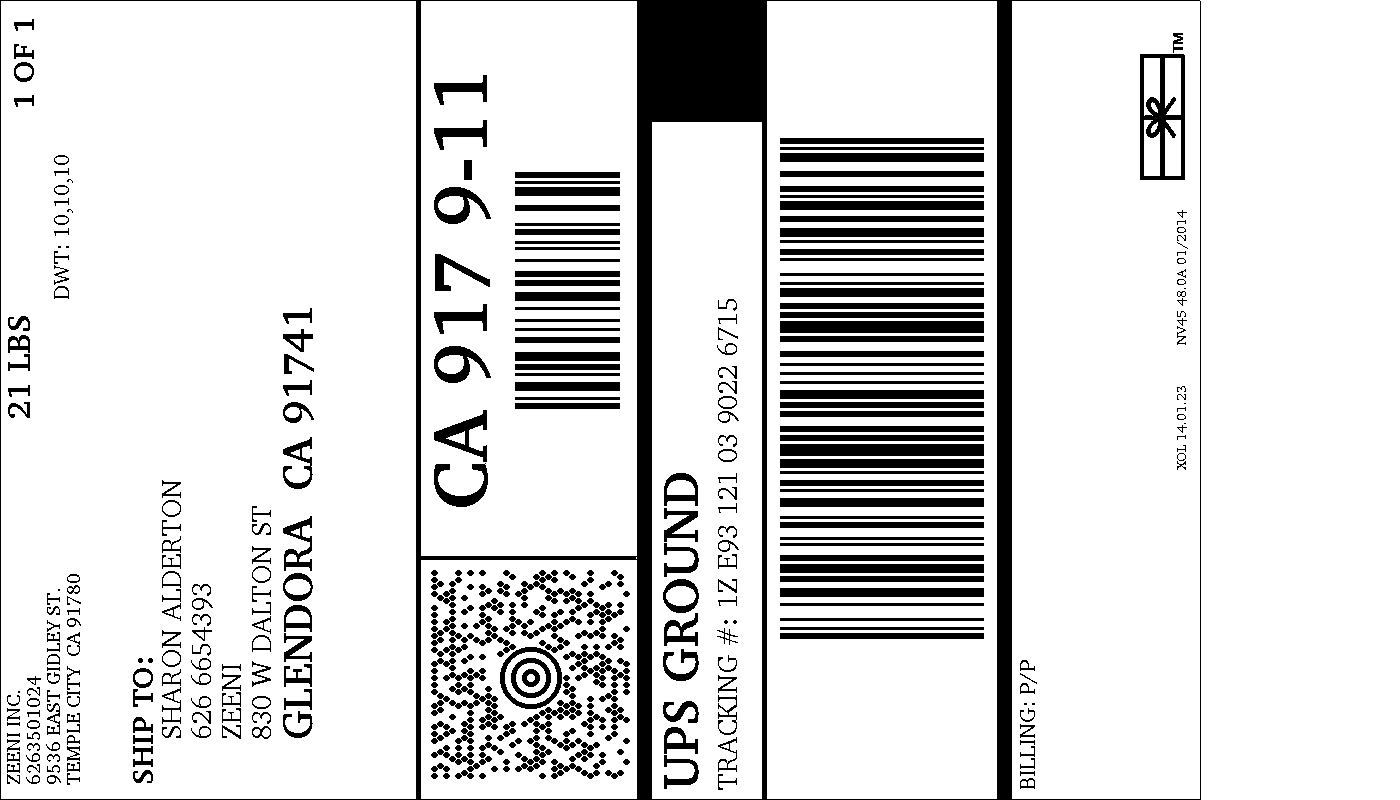 ZEENI INC.
6263501024
9536 EAST GIDLEY ST.
TEMPLE CITY CA 91780
21 LBS
1 OF 1
DWT: 10,10,10
SHIP TO:
SHARON ALDERTON
626 6654393
ZEENI
830 W DALTON ST
GLENDORA CA 91741
CA 917 9-11
UPS GROUND
TRACKING #: 1Z E93 121 03 9022 6715
BILLING: P/P
XOL 14.01.23 NV45 48.0A 01/2014
TM